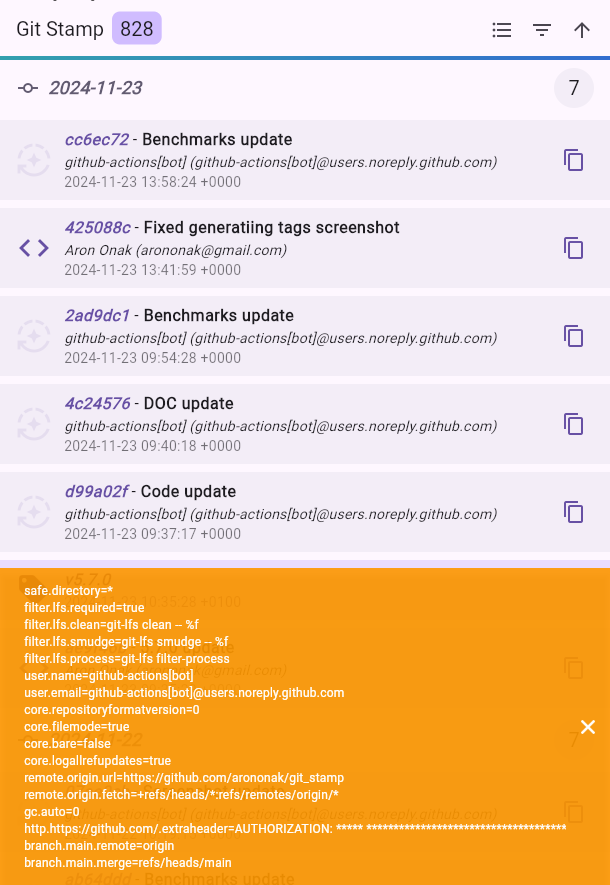 Git Stamp 828
2024-11-23 7
cc6ec72 - Benchmarks update
github-actions[bot] (github-actions[bot]@users.noreply.github.com)
2024-11-23 13:58:24 +0000
425088c - Fixed generatiing tags screenshot
Aron Onak (arononak@gmail.com)
2024-11-23 13:41:59 +0000
2ad9dc1 - Benchmarks update
github-actions[bot] (github-actions[bot]@users.noreply.github.com)
2024-11-23 09:54:28 +0000
4c24576 - DOC update
github-actions[bot] (github-actions[bot]@users.noreply.github.com)
2024-11-23 09:40:18 +0000
d99a02f - Code update
github-actions[bot] (github-actions[bot]@users.noreply.github.com)
2024-11-23 09:37:17 +0000
v5.7.0
safe.directory=*
filter.lfs.required=true
filter.lfs.clean=git-lfs clean -- %f
filter.lfs.smudge=git-lfs smudge -- %f
filter.lfs.process=git-lfs filter-process
user.name=github-actions[bot]
user.email=github-actions[bot]@users.noreply.github.com
core.repositoryformatversion=0
core.filemode=true
core.bare=false
core.logallrefupdates=true
remote.origin.url=https://github.com/arononak/git_stamp
remote.origin.fetch=+refs/heads/*:refs/remotes/origin/*
gc.auto=0
http.https://github.com/.extraheader=AUTHORIZATION: ***** ***********************************
branch.main.remote=origin
branch.main.merge=refs/heads/main
ab64ddd - Benchmarks update